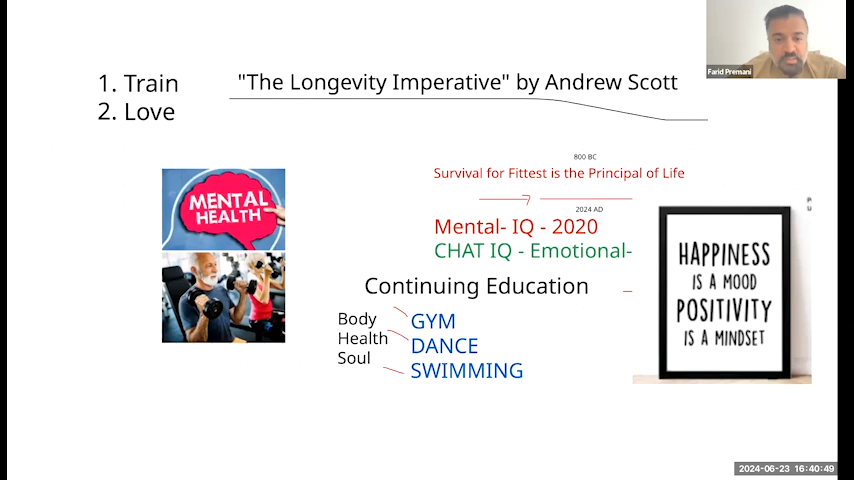 Farid Premani
1. Train
2. Love
"The Longevity Imperative" by Andrew Scott
800 BC
Survival for Fittest is the Principal of Life
2024 AD
Mental- IQ - 2020
CHAT IQ - Emotional-
MENTAL
HEALTH
HAPPINESS
IS A MOOD
POSITIVITY
IS A MINDSET
Continuing Education
Body
Health
Soul
GYM
DANCE
SWIMMING
2024-06-23 16:40:49